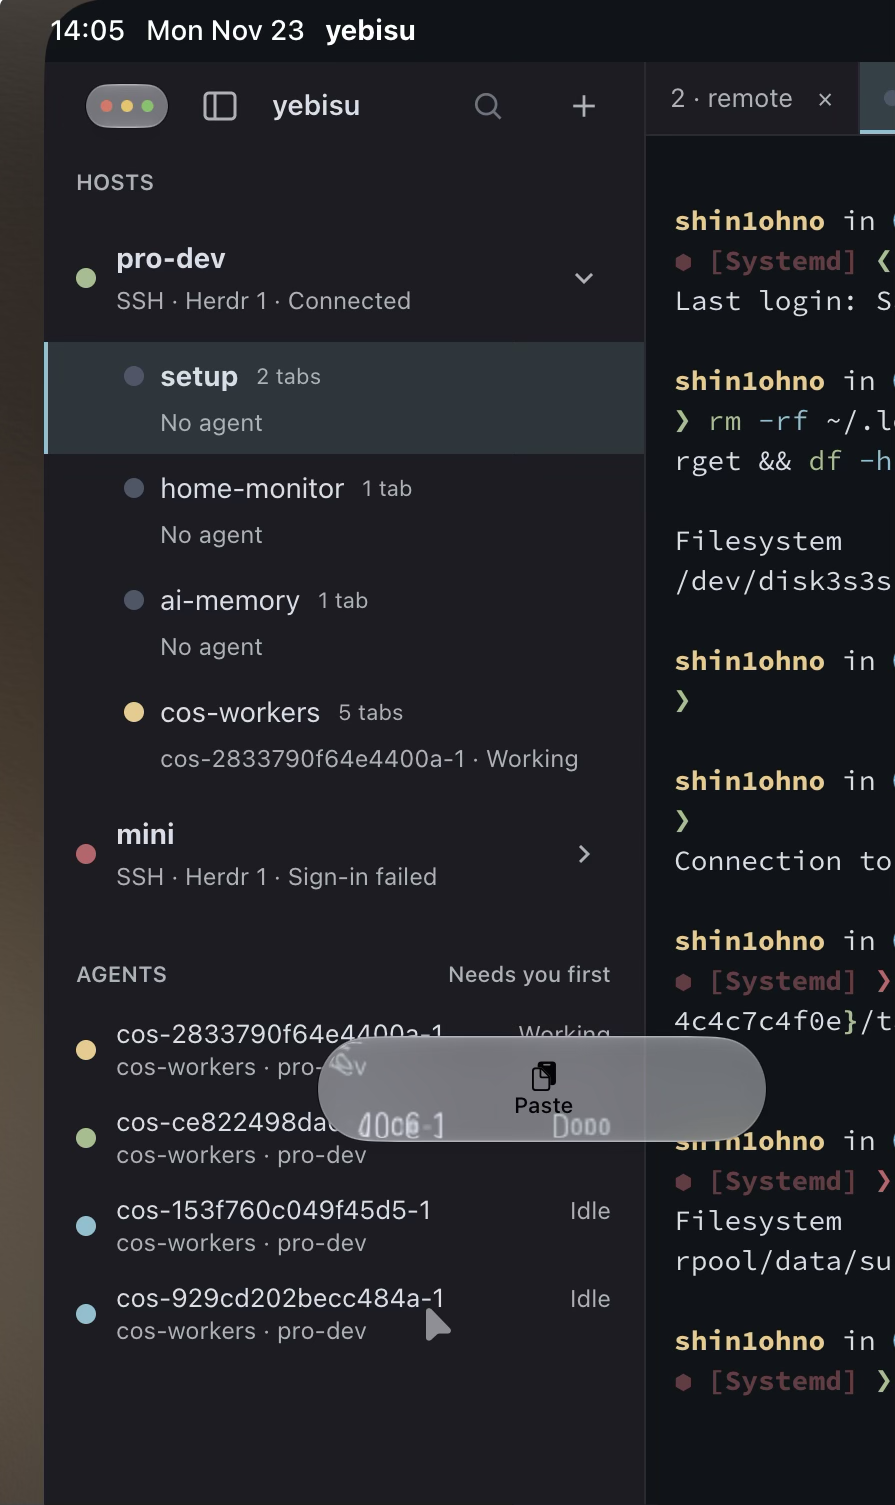 14:05 Mon Nov 23 yebisu
yebisu
HOSTS
pro-dev
SSH · Herdr 1 · Connected
setup 2 tabs
No agent
home-monitor 1 tab
No agent
ai-memory 1 tab
No agent
cos-workers 5 tabs
cos-2833790f64e4400a-1 · Working
mini
SSH · Herdr 1 · Sign-in failed
AGENTS Needs you first
cos-2833790f64e4400a-1 Working
cos-workers · pro-dev
Paste
cos-workers · pro-dev
cos-153f760c049f45d5-1 Idle
cos-workers · pro-dev
cos-929cd202becc484a-1 Idle
cos-workers · pro-dev
2 · remote ×
shin1ohno in
[Systemd] ❮
Last login: S
shin1ohno in
❯ rm -rf ~/.l
rget && df -h
Filesystem
/dev/disk3s3s
shin1ohno in
❯
shin1ohno in
❯
Connection to
shin1ohno in
[Systemd] ❯
4c4c7c4f0e}/t
shin1ohno in
[Systemd] ❯
Filesystem
rpool/data/su
shin1ohno in
[Systemd] ❯